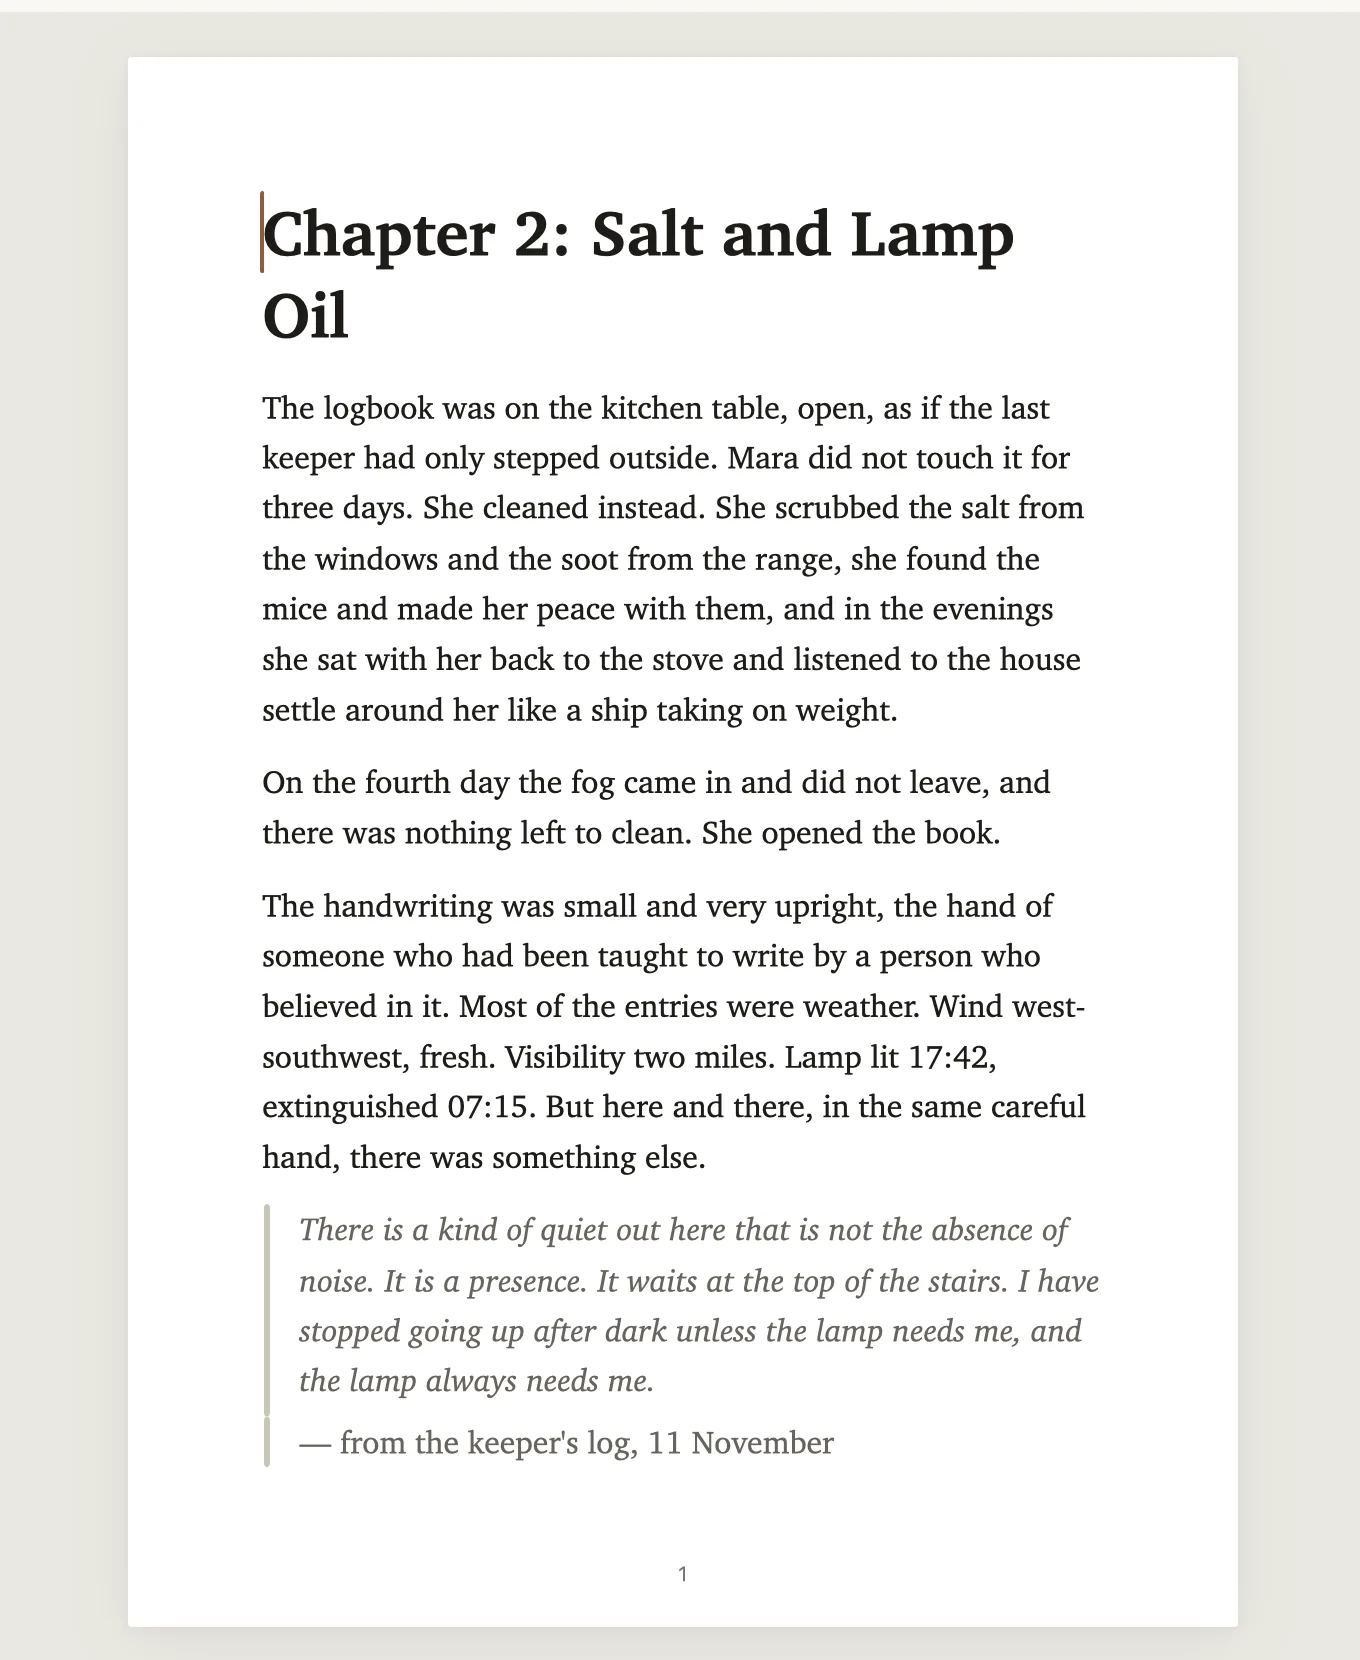 Chapter 2: Salt and Lamp
Oil
The logbook was on the kitchen table, open, as if the last
keeper had only stepped outside. Mara did not touch it for
three days. She cleaned instead. She scrubbed the salt from
the windows and the soot from the range, she found the
mice and made her peace with them, and in the evenings
she sat with her back to the stove and listened to the house
settle around her like a ship taking on weight.
On the fourth day the fog came in and did not leave, and
there was nothing left to clean. She opened the book.
The handwriting was small and very upright, the hand of
someone who had been taught to write by a person who
believed in it. Most of the entries were weather. Wind west-
southwest, fresh. Visibility two miles. Lamp lit 17:42,
extinguished 07:15. But here and there, in the same careful
hand, there was something else.
There is a kind of quiet out here that is not the absence of
noise. It is a presence. It waits at the top of the stairs. I have
stopped going up after dark unless the lamp needs me, and
the lamp always needs me.
— from the keeper's log, 11 November
1